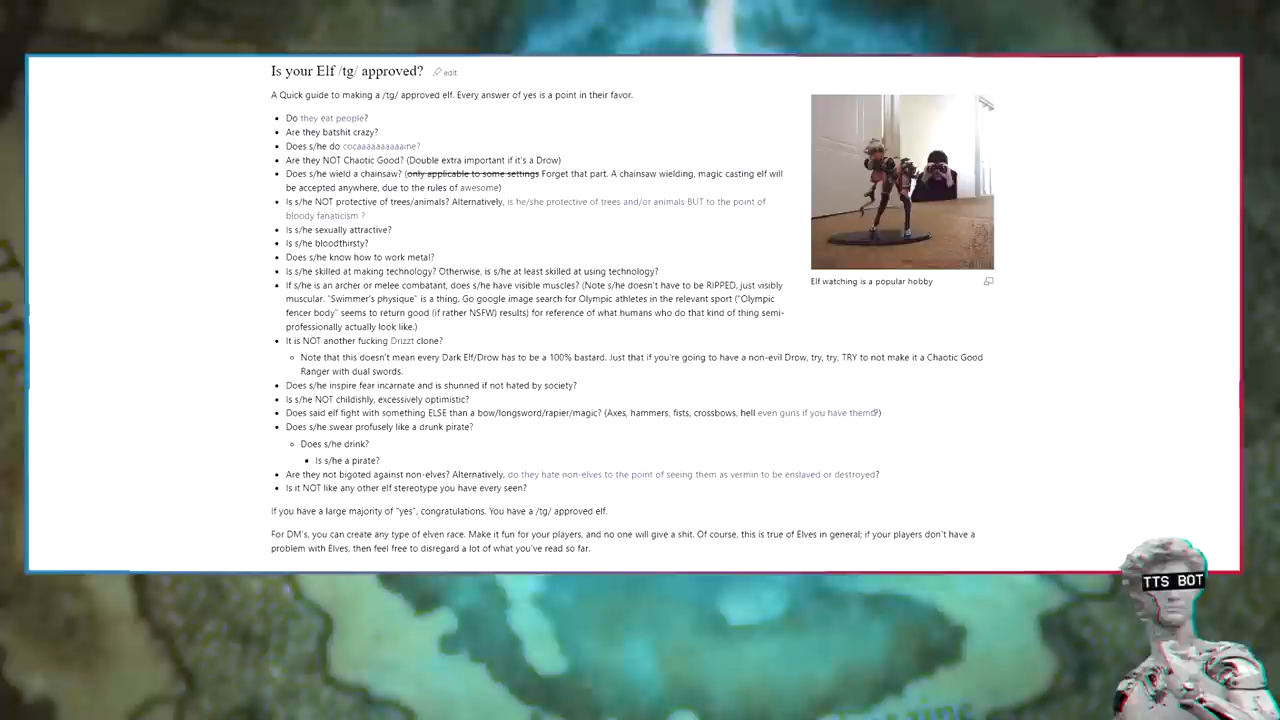 Is your Elf /tg/ approved? edit
A Quick guide to making a /tg/ approved elf. Every answer of yes is a point in their favor.
Do they eat people?
Are they batshit crazy?
Does s/he do cocaaaaaaaaaine?
Are they NOT Chaotic Good? (Double extra important if it's a Drow)
Does s/he wield a chainsaw? (only applicable to some settings Forget that part. A chainsaw wielding, magic casting elf will
be accepted anywhere, due to the rules of awesome)
Is s/he NOT protective of trees/animals? Alternatively, is he/she protective of trees and/or animals BUT to the point of
bloody fanaticism ?
Is s/he sexually attractive?
Is s/he bloodthirsty?
Does s/he know how to work metal?
Is s/he skilled at making technology? Otherwise, is s/he at least skilled at using technology?
If s/he is an archer or melee combatant, does s/he have visible muscles? (Note s/he doesn't have to be RIPPED, just visibly
muscular. "Swimmer's physique" is a thing. Go google image search for Olympic athletes in the relevant sport ("Olympic
fencer body" seems to return good (if rather NSFW) results) for reference of what humans who do that kind of thing semi-
professionally actually look like.)
It is NOT another fucking Drizzt clone?
Note that this doesn't mean every Dark Elf/Drow has to be a 100% bastard. Just that if you're going to have a non-evil Drow, try, try, TRY to not make it a Chaotic Good
Ranger with dual swords.
Does s/he inspire fear incarnate and is shunned if not hated by society?
Is s/he NOT childishly, excessively optimistic?
Does said elf fight with something ELSE than a bow/longsword/rapier/magic? (Axes, hammers, fists, crossbows, hell even guns if you have them)
Does s/he swear profusely like a drunk pirate?
Does s/he drink?
Is s/he a pirate?
Are they not bigoted against non-elves? Alternatively, do they hate non-elves to the point of seeing them as vermin to be enslaved or destroyed?
Is it NOT like any other elf stereotype you have every seen?
If you have a large majority of "yes", congratulations. You have a /tg/ approved elf.
For DM's, you can create any type of elven race. Make it fun for your players, and no one will give a shit. Of course, this is true of Elves in general; if your players don't have a
problem with Elves, then feel free to disregard a lot of what you've read so far.
Elf watching is a popular hobby
TTS BOT